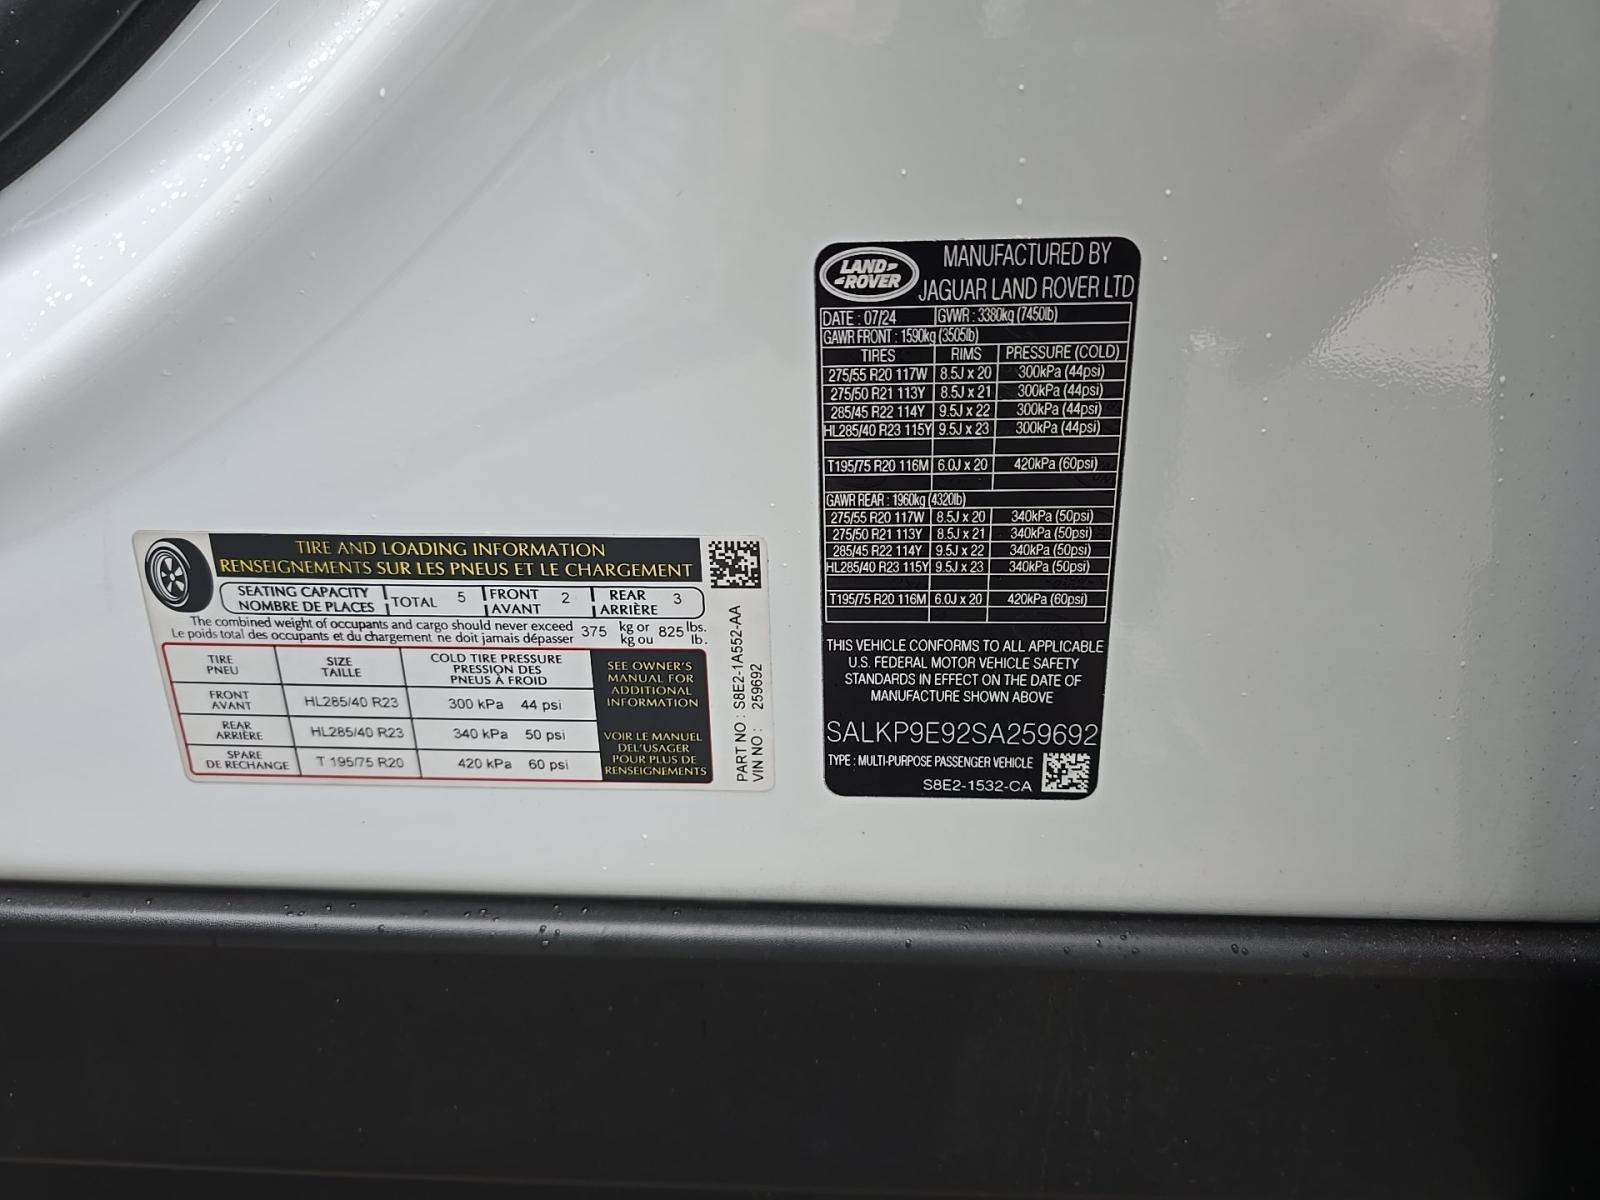 TIRE AND LOADING INFORMATION
RENSEIGNEMENTS SUR LES PNEUS ET LE CHARGEMENT
SEATING CAPACITY
NOMBRE DE PLACES
TOTAL 5
FRONT
AVANT 2
REAR
ARRIÈRE 3
The combined weight of occupants and cargo should never exceed 375 kg or 825 lbs.
Le poids total des occupants et du chargement ne doit jamais dépasser kg ou lb.
TIRE
PNEU
SIZE
TAILLE
COLD TIRE PRESSURE
PRESSION DES
PNEUS À FROID
FRONT
AVANT
HL285/40 R23
300 kPa 44 psi
REAR
ARRIÈRE
HL285/40 R23
340 kPa 50 psi
SPARE
DE RECHANGE
T 195/75 R20
420 kPa 60 psi
SEE OWNER'S
MANUAL FOR
ADDITIONAL
INFORMATION
VOIR LE MANUEL
DEL'USAGER
POUR PLUS DE
RENSEIGNEMENTS
PART NO : S8E2-1A552-AA
VIN NO : 259692
LAND ROVER
MANUFACTURED BY
JAGUAR LAND ROVER LTD
DATE : 07/24 GVWR : 3380kg (7450lb)
GAWR FRONT : 1590kg (3505lb)
TIRES RIMS PRESSURE (COLD)
275/55 R20 117W 8.5J x 20 300kPa (44psi)
275/50 R21 113Y 8.5J x 21 300kPa (44psi)
285/45 R22 114Y 9.5J x 22 300kPa (44psi)
HL285/40 R23 115Y 9.5J x 23 300kPa (44psi)
T195/75 R20 116M 6.0J x 20 420kPa (60psi)
GAWR REAR : 1960kg (4320lb)
275/55 R20 117W 8.5J x 20 340kPa (50psi)
275/50 R21 113Y 8.5J x 21 340kPa (50psi)
285/45 R22 114Y 9.5J x 22 340kPa (50psi)
HL285/40 R23 115Y 9.5J x 23 340kPa (50psi)
T195/75 R20 116M 6.0J x 20 420kPa (60psi)
THIS VEHICLE CONFORMS TO ALL APPLICABLE
U.S. FEDERAL MOTOR VEHICLE SAFETY
STANDARDS IN EFFECT ON THE DATE OF
MANUFACTURE SHOWN ABOVE
SALKP9E92SA259692
TYPE : MULTI-PURPOSE PASSENGER VEHICLE
S8E2-1532-CA